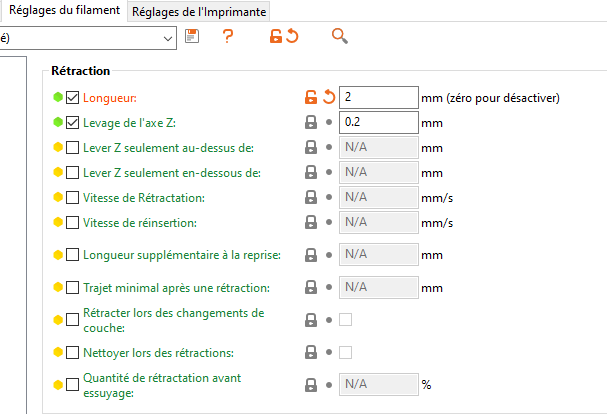 Réglages du filament
Réglages de l'Imprimante
é)
?
Rétraction
Longueur: 2 mm (zéro pour désactiver)
Levage de l'axe Z: 0.2 mm
Lever Z seulement au-dessus de: N/A mm
Lever Z seulement en-dessous de: N/A mm
Vitesse de Rétractation: N/A mm/s
Vitesse de réinsertion: N/A mm/s
Longueur supplémentaire à la reprise: N/A mm
Trajet minimal après une rétraction: N/A mm
Rétracter lors des changements de
couche:
Nettoyer lors des rétractions:
Quantité de rétractation avant
essuyage: N/A %